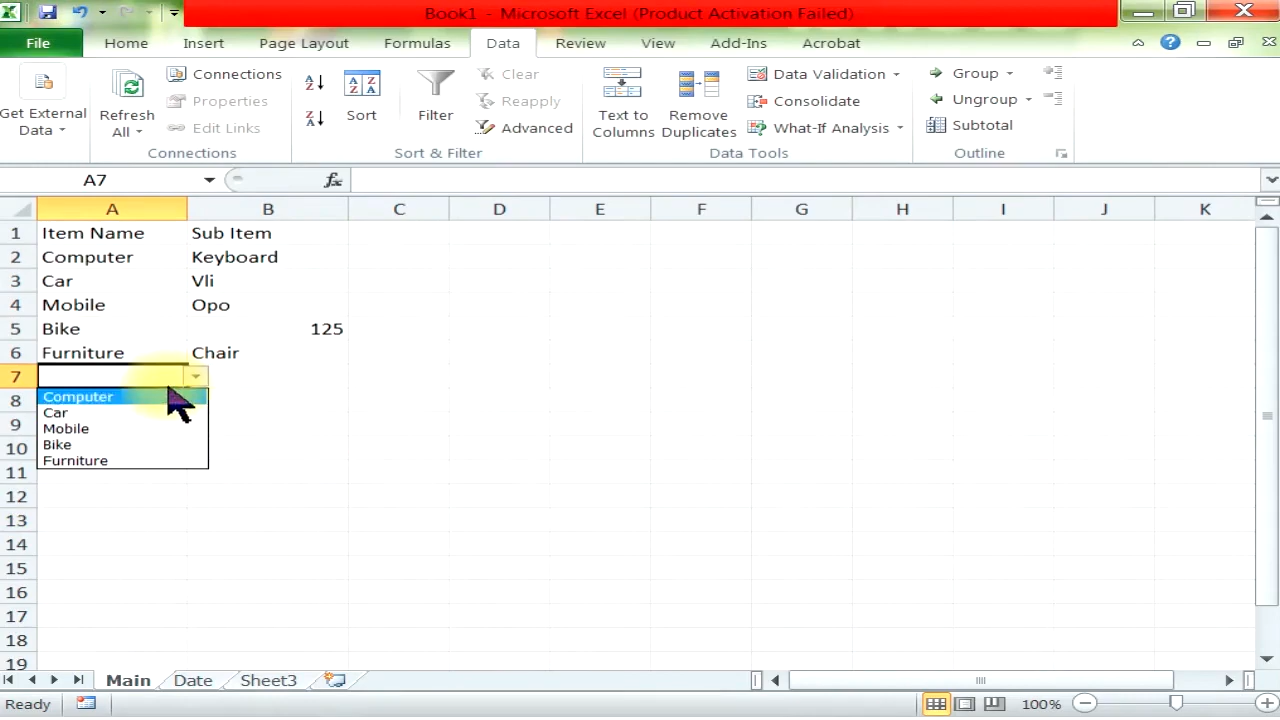 Book1 - Microsoft Excel (Product Activation Failed)
File Home Insert Page Layout Formulas Data Review View Add-Ins Acrobat
Get External Data
Refresh All
Connections
Properties
Edit Links
Connections
Sort
Filter
Clear
Reapply
Advanced
Sort & Filter
Text to Columns
Remove Duplicates
Data Validation
Consolidate
What-If Analysis
Data Tools
Group
Ungroup
Subtotal
Outline
A7 fx
A B C D E F G H I J K
1 Item Name Sub Item
2 Computer Keyboard
3 Car Vli
4 Mobile Opo
5 Bike 125
6 Furniture Chair
7
8 Computer
Car
9 Mobile
10 Bike
Furniture
11
12
13
14
15
16
17
18
19
Main Date Sheet3
Ready 100%